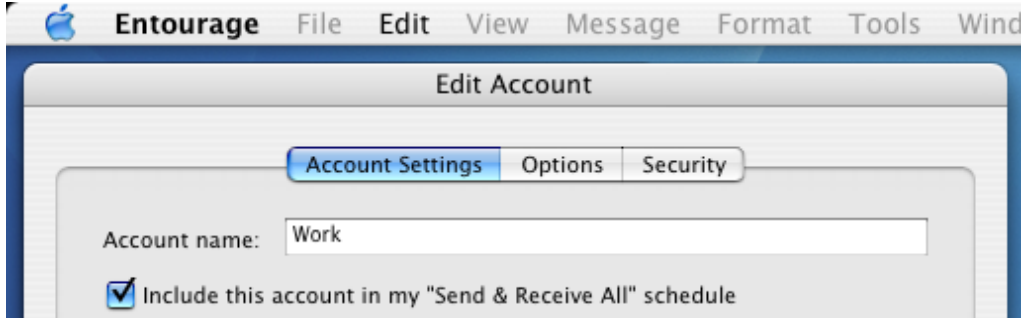 Entourage File Edit View Message Format Tools Wind
Edit Account
Account Settings Options Security
Account name: Work
Include this account in my "Send & Receive All" schedule